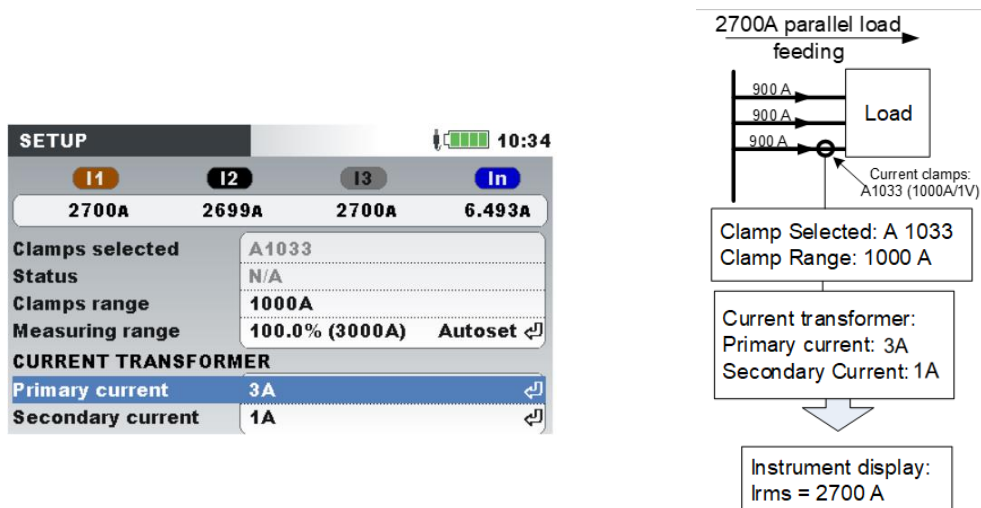 SETUP 10:34
I1 I2 I3 In
2700A 2699A 2700A 6.493A
Clamps selected A1033
Status N/A
Clamps range 1000A
Measuring range 100.0% (3000A) Autoset
CURRENT TRANSFORMER
Primary current 3A
Secondary current 1A
2700A parallel load
feeding
900 A
900 A
900 A
Load
Current clamps:
A1033 (1000A/1V)
Clamp Selected: A 1033
Clamp Range: 1000 A
Current transformer:
Primary current: 3A
Secondary Current: 1A
Instrument display:
Irms = 2700 A